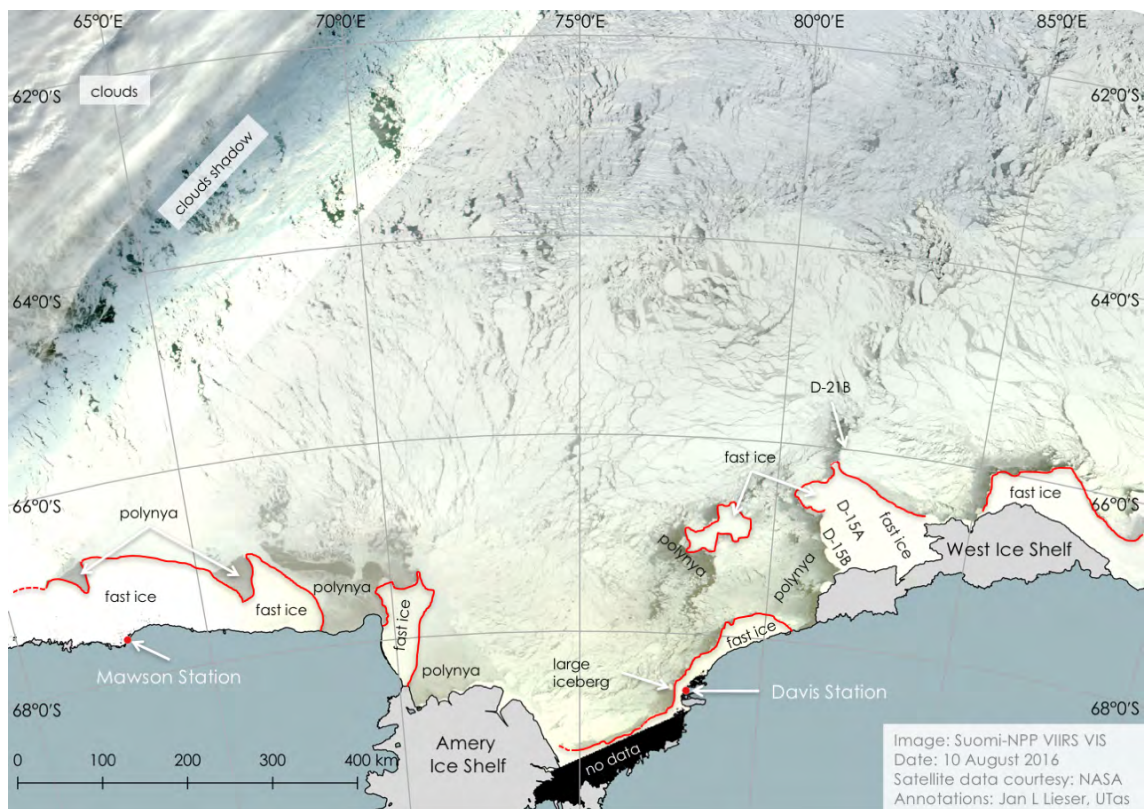 65°0'E
70°0'E
75°0'E
80°0'E
85°0'E
clouds
62°0'S
62°0'S
clouds shadow
64°0'S
64°0'S
D-21B
fast ice
66°0'S
66°0'S
polynya
fast ice
D-15A
D-15B
fast ice
West Ice Shelf
polynya
polynya
polynya
fast ice
fast ice
fast ice
fast ice
polynya
large
iceberg
Mawson Station
Davis Station
68°0'S
68°0'S
Amery
Ice Shelf
no data
0 100 200 300 400 km
Image: Suomi-NPP VIIRS VIS
Date: 10 August 2016
Satellite data courtesy: NASA
Annotations: Jan L Lieser, UTas